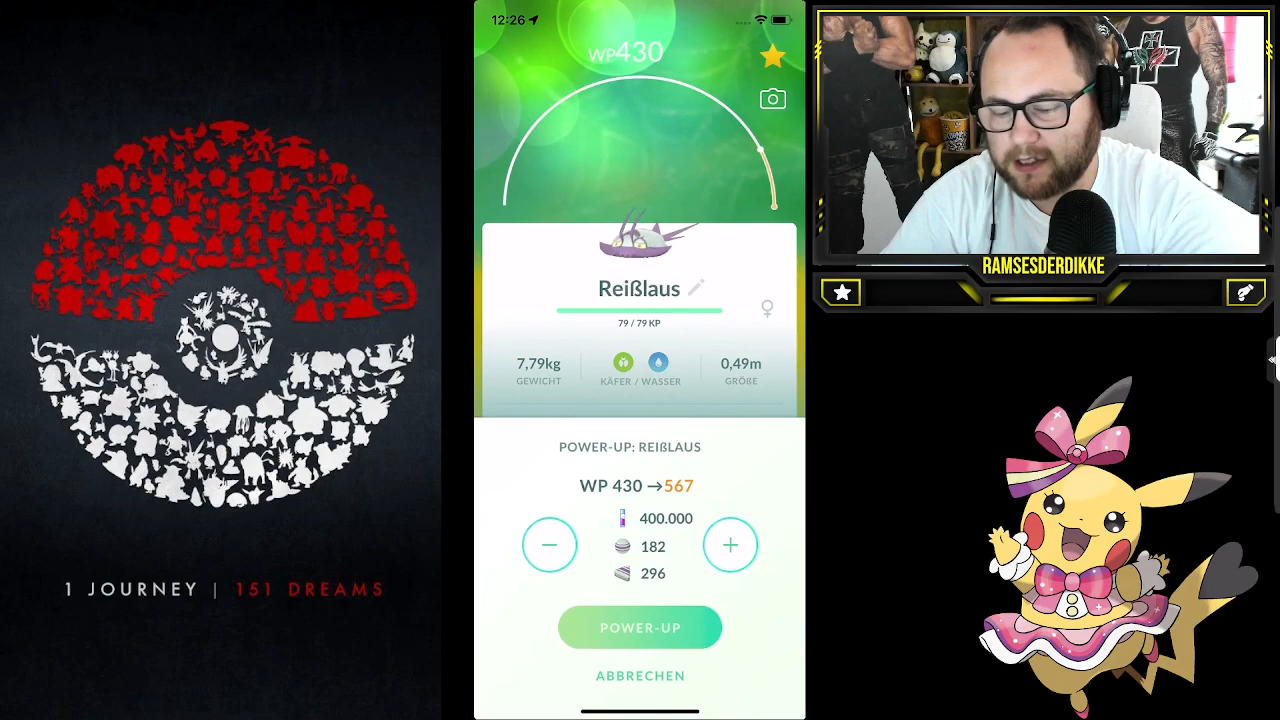 12:26
WP430
Reißlaus
79 / 79 KP
7,79kg
GEWICHT
KÄFER / WASSER
0,49m
GRÖßE
POWER-UP: REIßLAUS
WP 430 →567
400.000
182
296
POWER-UP
ABBRECHEN
1 JOURNEY | 151 DREAMS
RAMSESDERDIKKE